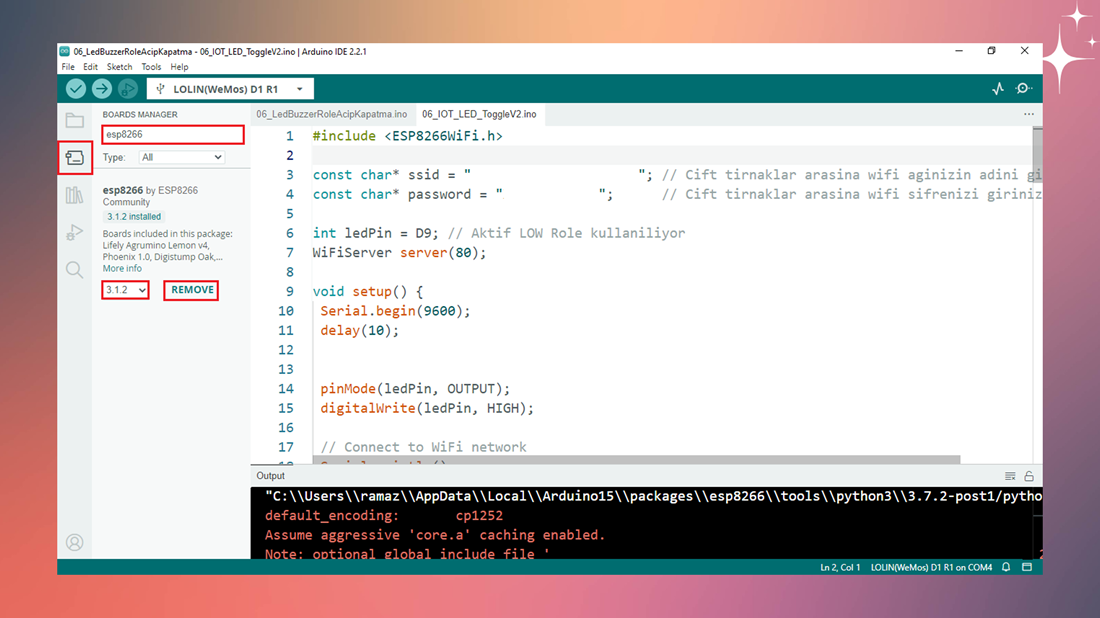 06_LedBuzzerRoleAcipKapatma - 06_IOT_LED_ToggleV2.ino | Arduino IDE 2.2.1
File Edit Sketch Tools Help
LOLIN(WeMos) D1 R1
BOARDS MANAGER
esp8266
Type: All
esp8266 by ESP8266
Community
3.1.2 installed
Boards included in this package:
Lifely Agrumino Lemon v4,
Phoenix 1.0, Digistump Oak,...
More info
3.1.2 REMOVE
06_LedBuzzerRoleAcipKapatma.ino 06_IOT_LED_ToggleV2.ino ...
1 #include <ESP8266WiFi.h>
2
3 const char* ssid = " "; // Cift tirnaklar arasina wifi aginizin adini gi
4 const char* password = " "; // Cift tirnaklar arasina wifi sifrenizi giriniz
5
6 int ledPin = D9; // Aktif LOW Role kullaniliyor
7 WiFiServer server(80);
8
9 void setup() {
10 Serial.begin(9600);
11 delay(10);
12
13
14 pinMode(ledPin, OUTPUT);
15 digitalWrite(ledPin, HIGH);
16
17 // Connect to WiFi network
Output
"C:\\Users\\ramaz\\AppData\\Local\\Arduino15\\packages\\esp8266\\tools\\python3\\3.7.2-post1/pytho
default_encoding: cp1252
Assume aggressive 'core.a' caching enabled.
Note: optional global include file '
Ln 2, Col 1 LOLIN(WeMos) D1 R1 on COM4